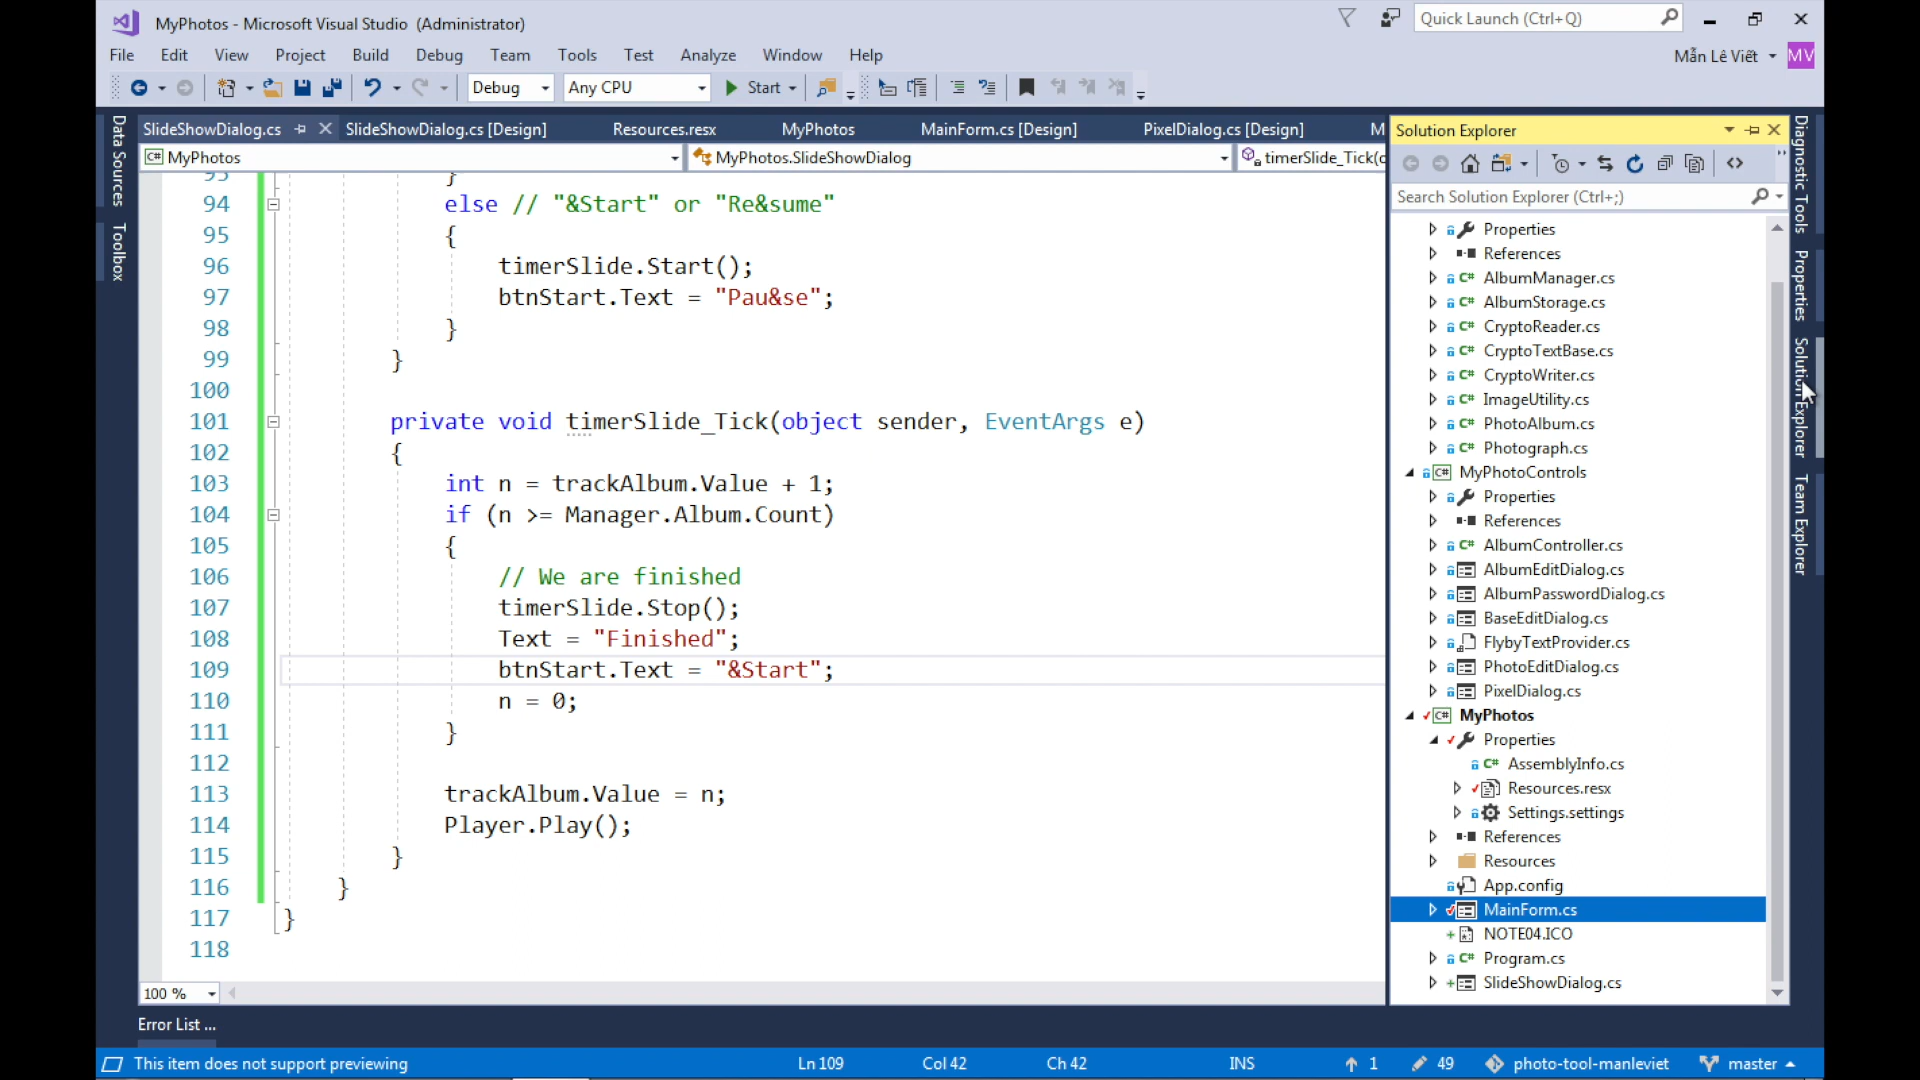 MyPhotos - Microsoft Visual Studio (Administrator)
Quick Launch (Ctrl+Q)
File Edit View Project Build Debug Team Tools Test Analyze Window Help
Mẫn Lê Viết MV
Debug Any CPU Start
Data Sources
Toolbox
SlideShowDialog.cs SlideShowDialog.cs [Design] Resources.resx MyPhotos MainForm.cs [Design] PixelDialog.cs [Design] M
MyPhotos MyPhotos.SlideShowDialog timerSlide_Tick(o
93 }
94 else // "&Start" or "Re&sume"
95 {
96 timerSlide.Start();
97 btnStart.Text = "Pau&se";
98 }
99 }
100
101 private void timerSlide_Tick(object sender, EventArgs e)
102 {
103 int n = trackAlbum.Value + 1;
104 if (n >= Manager.Album.Count)
105 {
106 // We are finished
107 timerSlide.Stop();
108 Text = "Finished";
109 btnStart.Text = "&Start";
110 n = 0;
111 }
112
113 trackAlbum.Value = n;
114 Player.Play();
115 }
116 }
117 }
118
100 %
Solution Explorer
Search Solution Explorer (Ctrl+;)
Properties
References
C# AlbumManager.cs
C# AlbumStorage.cs
C# CryptoReader.cs
C# CryptoTextBase.cs
C# CryptoWriter.cs
C# ImageUtility.cs
C# PhotoAlbum.cs
C# Photograph.cs
C# MyPhotoControls
Properties
References
C# AlbumController.cs
AlbumEditDialog.cs
AlbumPasswordDialog.cs
BaseEditDialog.cs
FlybyTextProvider.cs
PhotoEditDialog.cs
PixelDialog.cs
C# MyPhotos
Properties
C# AssemblyInfo.cs
Resources.resx
Settings.settings
References
Resources
App.config
MainForm.cs
NOTE04.ICO
C# Program.cs
SlideShowDialog.cs
Diagnostic Tools
Properties
Solution Explorer
Team Explorer
Error List ...
This item does not support previewing Ln 109 Col 42 Ch 42 INS 1 49 photo-tool-manleviet master